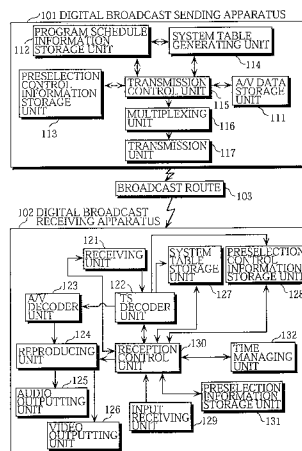 101 DIGITAL BROADCAST SENDING APPARATUS
PROGRAM SCHEDULE
INFORMATION
STORAGE UNIT
112
SYSTEM TABLE
GENERATING UNIT
114
PRESELECTION
CONTROL
INFORMATION
STORAGE
UNIT
113
TRANSMISSION
CONTROL UNIT
115
A/V DATA
STORAGE
UNIT
111
MULTIPLEXING
UNIT
116
TRANSMISSION
UNIT
117
BROADCAST ROUTE
103
102 DIGITAL BROADCAST
RECEIVING APPARATUS
121
RECEIVING
UNIT
SYSTEM
TABLE
STORAGE
UNIT
127
PRESELECTION
CONTROL
INFORMATION
STORAGE UNIT
128
123
A/V
DECODER
UNIT
122
TS
DECODER
UNIT
124
REPRODUCING
UNIT
130
RECEPTION
CONTROL
UNIT
132
TIME
MANAGING
UNIT
125
AUDIO
OUTPUTTING
UNIT
126
VIDEO
OUTPUTTING UNIT
INPUT
RECEIVING
UNIT
129
PRESELECTION
INFORMATION
STORAGE UNIT
131